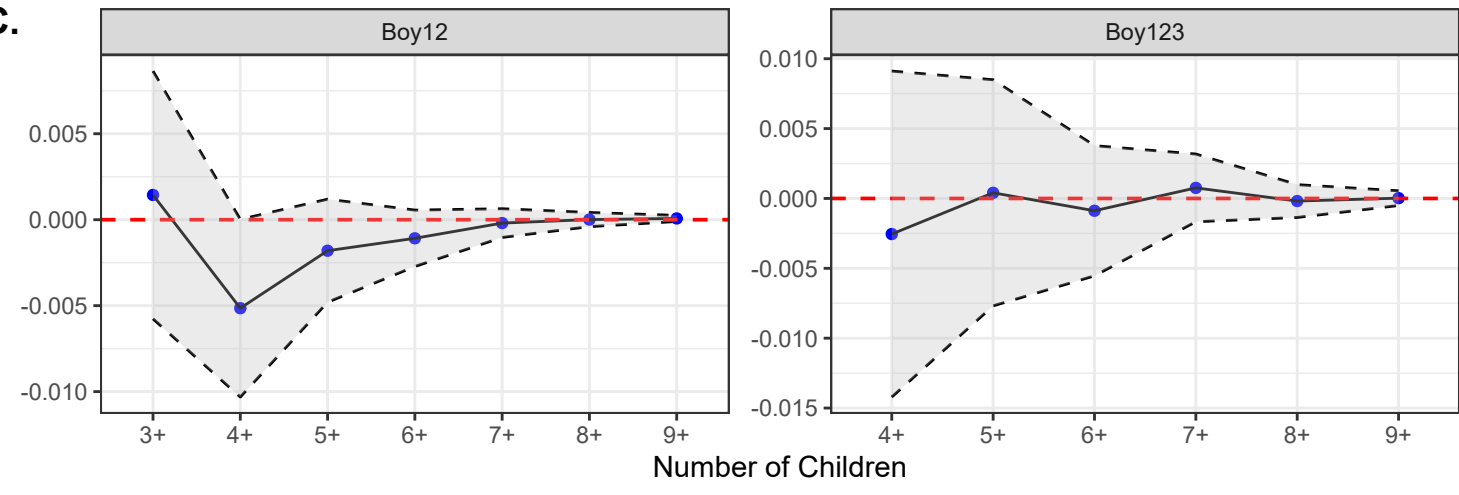 C.
Boy12
Boy123
0.005
0.000
-0.005
-0.010
0.010
0.005
0.000
-0.005
-0.010
-0.015
3+ 4+ 5+ 6+ 7+ 8+ 9+
4+ 5+ 6+ 7+ 8+ 9+
Number of Children